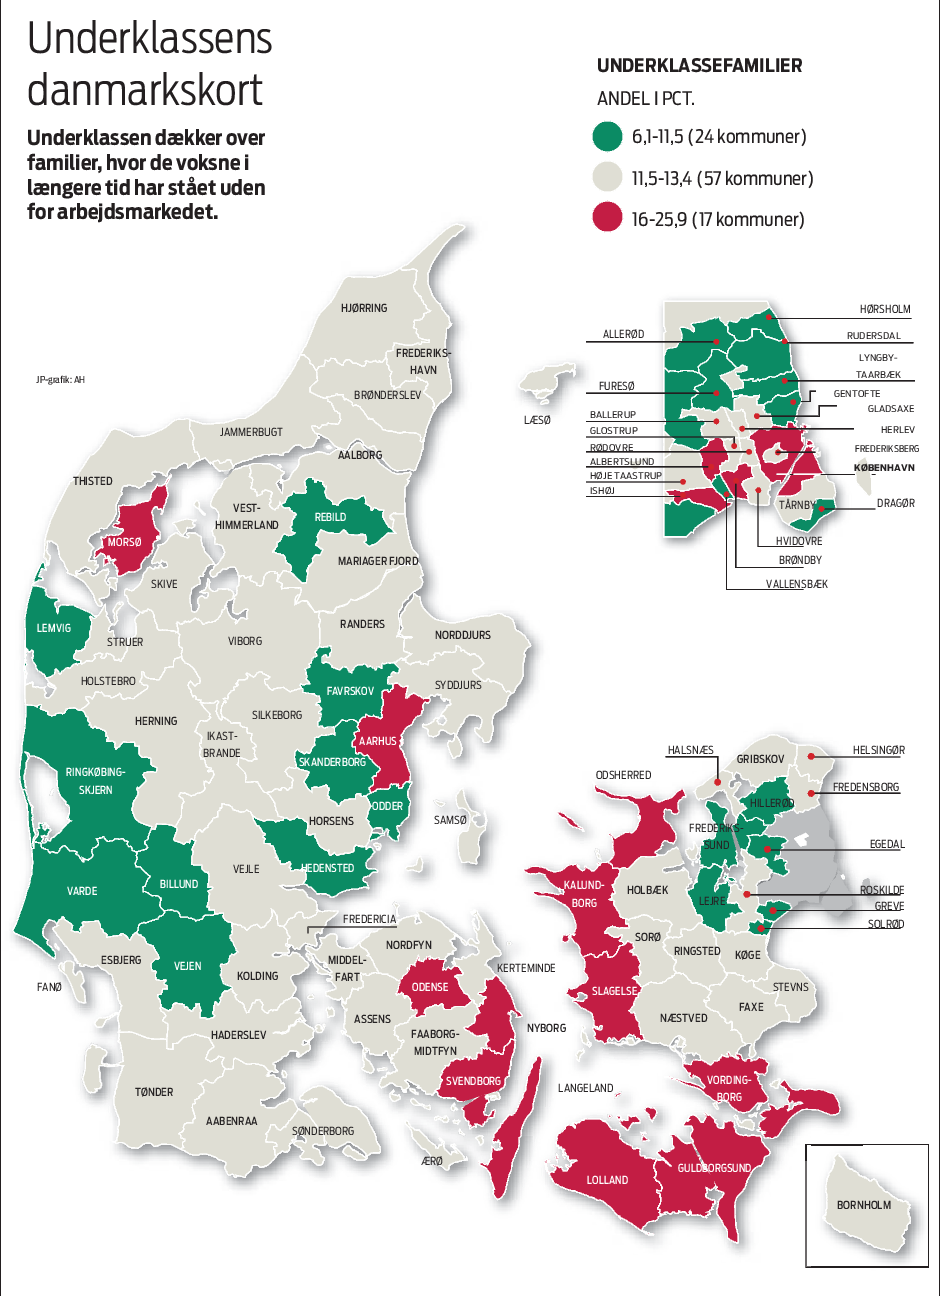 Underklassens
danmarkskort
Underklassen dækker over
familier, hvor de voksne i
længere tid har stået uden
for arbejdsmarkedet.
UNDERKLASSEFAMILIER
ANDEL I PCT.
6,1-11,5 (24 kommuner)
11,5-13,4 (57 kommuner)
16-25,9 (17 kommuner)
JP-grafik: AH
HJØRRING
FREDERIKS-
HAVN
BRØNDERSLEV
JAMMERBUGT
AALBORG
LÆSØ
THISTED
VEST-
HIMMERLAND
REBILD
MORSØ
MARIAGERFJORD
SKIVE
LEMVIG
STRUER
VIBORG
RANDERS
NORDDJURS
HOLSTEBRO
FAVRSKOV
SYDDJURS
HERNING
SILKEBORG
IKAST-
BRANDE
AARHUS
SKANDERBORG
RINGKØBING-
SKJERN
ODDER
HORSENS
SAMSØ
VEJLE
HEDENSTED
VARDE
BILLUND
FREDERICIA
ESBJERG
VEJEN
KOLDING
FANØ
HADERSLEV
TØNDER
AABENRAA
SØNDERBORG
NORDFYN
MIDDEL-
FART
KERTEMINDE
ODENSE
ASSENS
FAABORG-
MIDTFYN
NYBORG
SVENDBORG
LANGELAND
ÆRØ
ALLERØD
FURESØ
BALLERUP
GLOSTRUP
RØDOVRE
ALBERTSLUND
HØJE TAASTRUP
ISHØJ
HØRSHOLM
RUDERSDAL
LYNGBY-
TAARBÆK
GENTOFTE
GLADSAXE
HERLEV
FREDERIKSBERG
KØBENHAVN
TÅRNBY
DRAGØR
HVIDOVRE
BRØNDBY
VALLENSBÆK
HALSNÆS
GRIBSKOV
HELSINGØR
ODSHERRED
FREDENSBORG
HILLERØD
FREDERIKS-
SUND
EGEDAL
KALUND-
BORG
HOLBÆK
LEJRE
ROSKILDE
GREVE
SOLRØD
SORØ
RINGSTED
KØGE
SLAGELSE
STEVNS
NÆSTVED
FAXE
VORDING-
BORG
LOLLAND
GULDBORGSUND
BORNHOLM